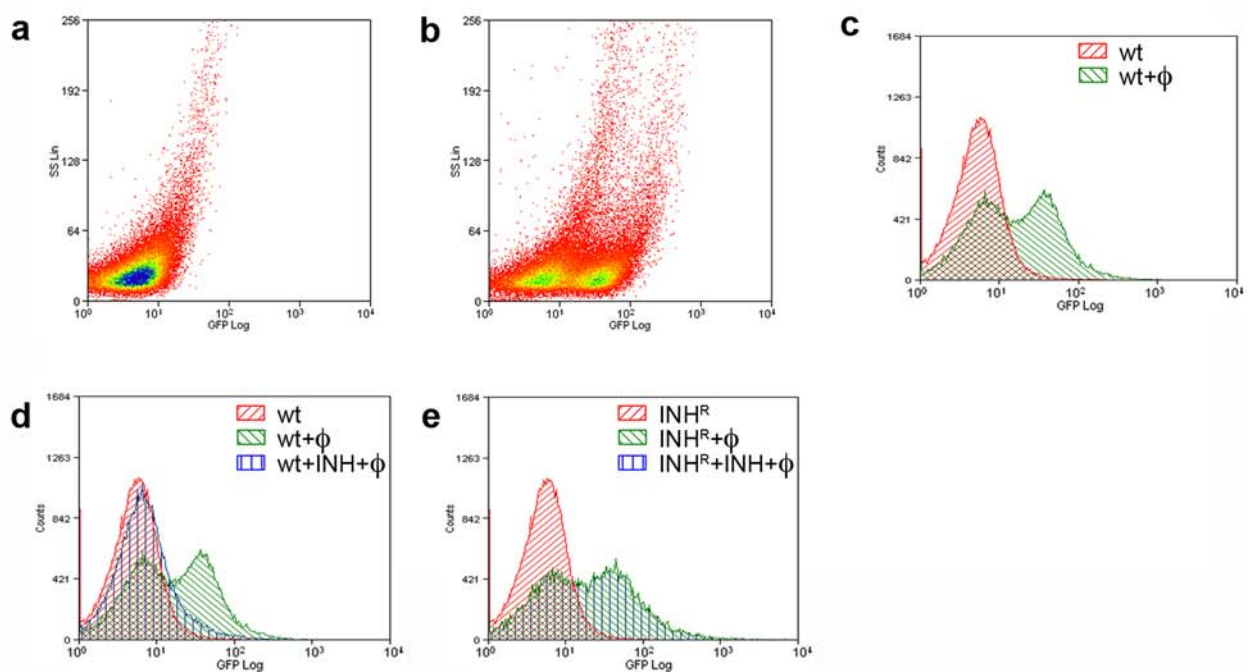 a
256
192
128
64
0
SS Lin
10⁰ 10¹ 10² 10³ 10⁴
GFP Log
b
256
192
128
64
0
SS Lin
10⁰ 10¹ 10² 10³ 10⁴
GFP Log
c
1684
1263
842
421
0
Counts
wt
wt+ϕ
10⁰ 10¹ 10² 10³ 10⁴
GFP Log
d
1684
1263
842
421
0
Counts
wt
wt+ϕ
wt+INH+ϕ
10⁰ 10¹ 10² 10³ 10⁴
GFP Log
e
1684
1263
842
421
0
Counts
INHᴿ
INHᴿ+ϕ
INHᴿ+INH+ϕ
10⁰ 10¹ 10² 10³ 10⁴
GFP Log